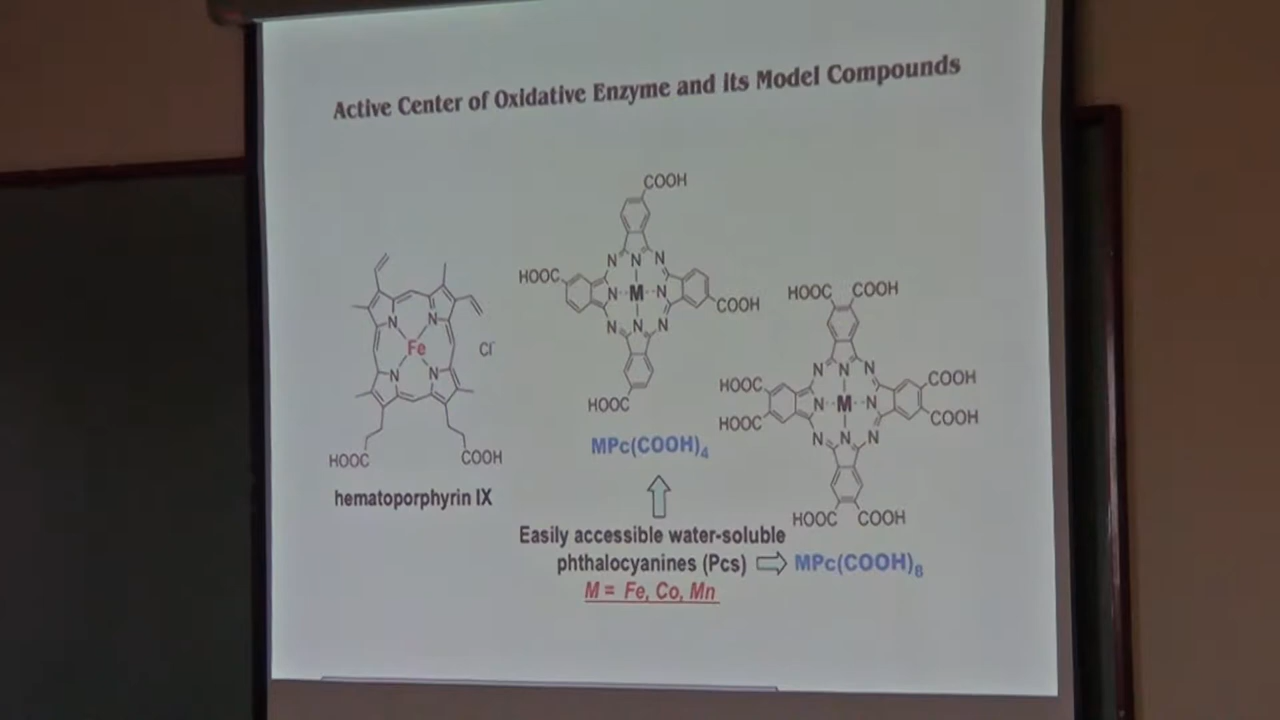 Active Center of Oxidative Enzyme and its Model Compounds
N
N
Fe
N
N
Cl⁻
HOOC
COOH
hematoporphyrin IX
COOH
HOOC
N
N
N
N
M
N
N
N
N
COOH
HOOC
MPc(COOH)₄
HOOC
COOH
HOOC
HOOC
N
N
N
N
M
N
N
N
N
COOH
COOH
HOOC
COOH
Easily accessible water-soluble
phthalocyanines (Pcs)
MPc(COOH)₈
M = Fe, Co, Mn